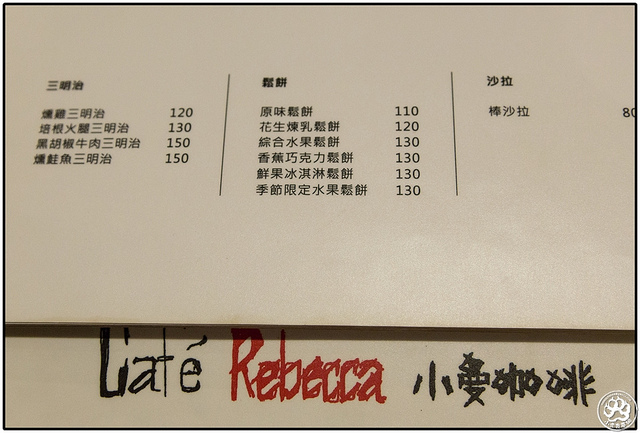 三明治
燻雞三明治 120
培根火腿三明治 130
黑胡椒牛肉三明治 150
燻鮭魚三明治 150
鬆餅
原味鬆餅 110
花生煉乳鬆餅 120
綜合水果鬆餅 130
香蕉巧克力鬆餅 130
鮮果冰淇淋鬆餅 130
季節限定水果鬆餅 130
沙拉
棒沙拉 80
Café Rebecca 小曼咖啡